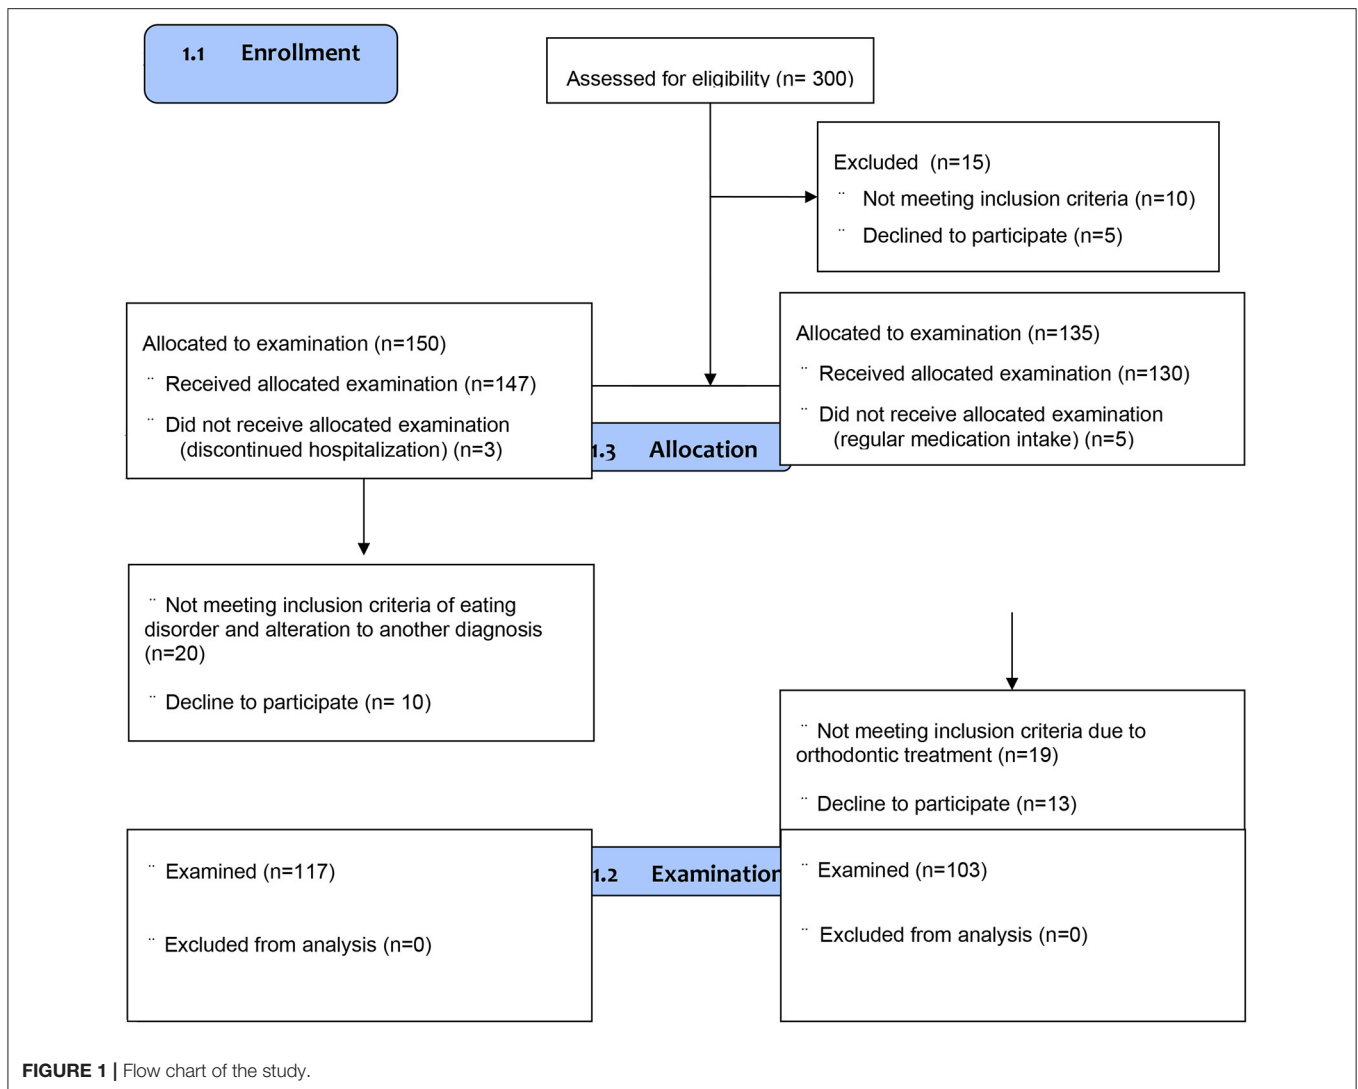 1.1 Enrollment
Assessed for eligibility (n= 300)
Excluded (n=15)
¨ Not meeting inclusion criteria (n=10)
¨ Declined to participate (n=5)
Allocated to examination (n=150)
¨ Received allocated examination (n=147)
¨ Did not receive allocated examination
(discontinued hospitalization) (n=3)
Allocated to examination (n=135)
¨ Received allocated examination (n=130)
¨ Did not receive allocated examination
(regular medication intake) (n=5)
1.3 Allocation
¨ Not meeting inclusion criteria of eating
disorder and alteration to another diagnosis
(n=20)
¨ Decline to participate (n= 10)
¨ Not meeting inclusion criteria due to
orthodontic treatment (n=19)
¨ Decline to participate (n=13)
¨ Examined (n=117)
¨ Excluded from analysis (n=0)
1.2 Examination
¨ Examined (n=103)
¨ Excluded from analysis (n=0)
FIGURE 1 | Flow chart of the study.